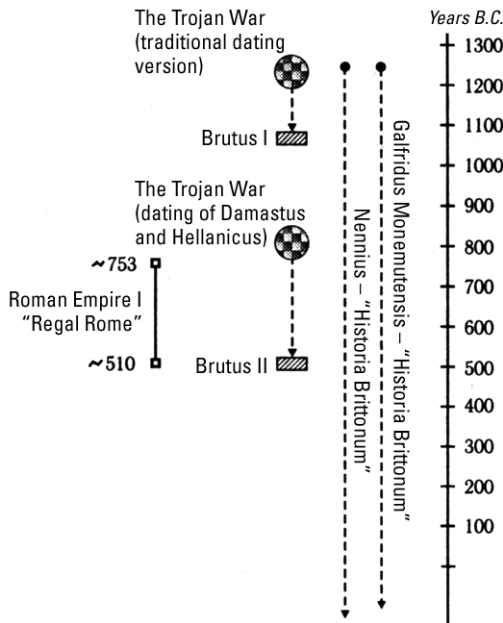 The Trojan War
(traditional dating
version)
Brutus I
The Trojan War
(dating of Damastus
and Hellanicus)
~753
Roman Empire I
"Regal Rome"
~510
Brutus II
Nennius – "Historia Brittonum"
Galfridus Monemutensis – "Historia Brittonum"
Years B.C.
1300
1200
1100
1000
900
800
700
600
500
400
300
200
100